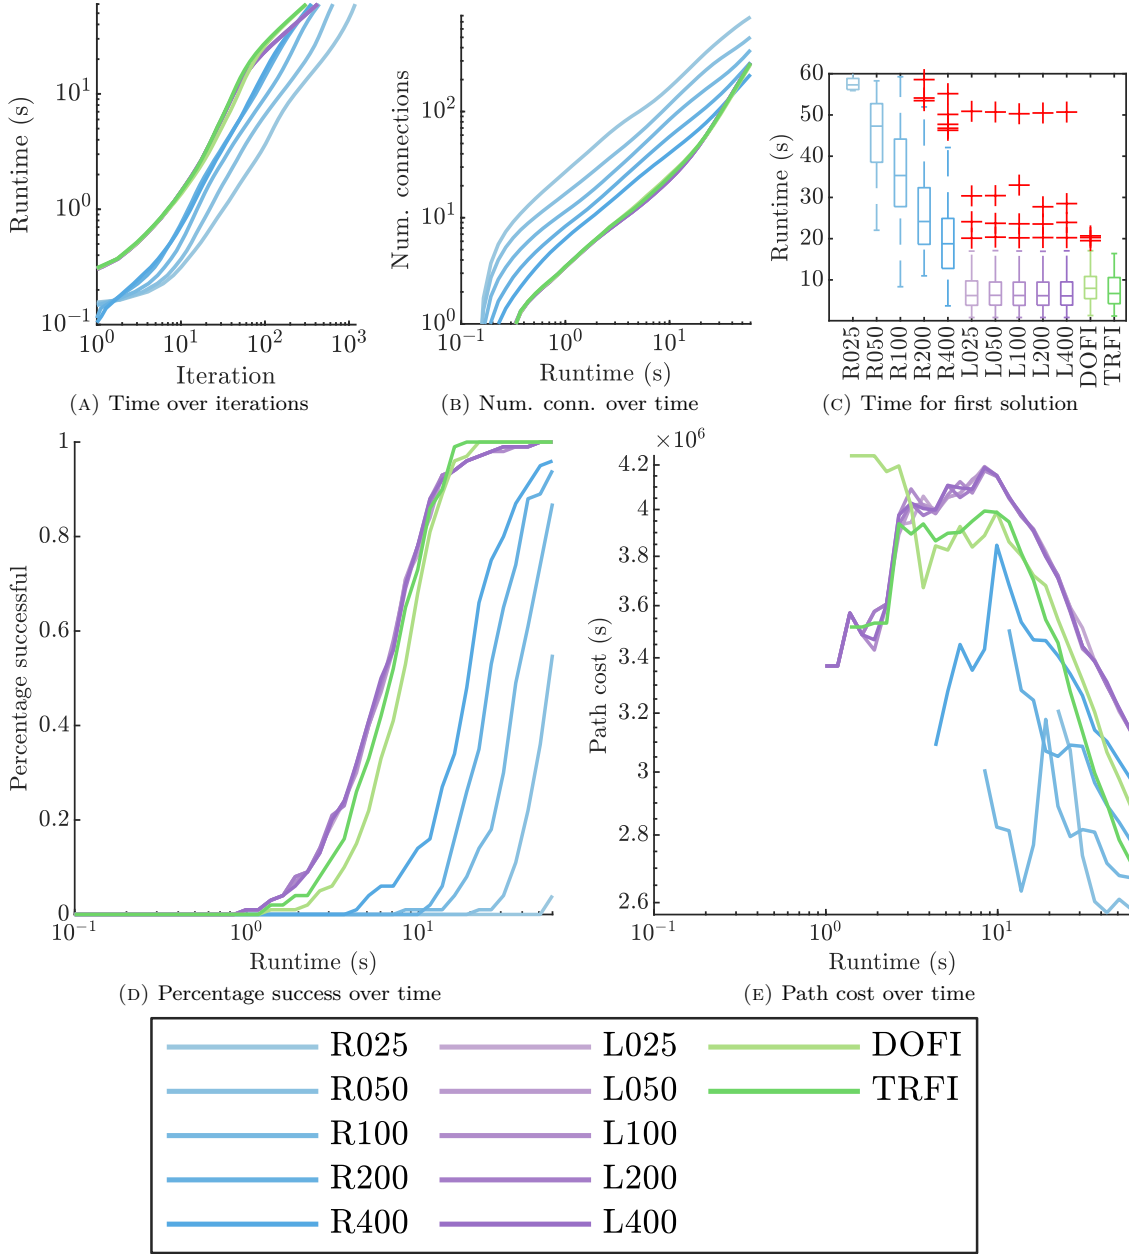 Runtime (s)
10^1
10^0
10^-1
10^0 10^1 10^2 10^3
Iteration
(A) Time over iterations
Num. connections
10^2
10^1
10^0
10^-1 10^0 10^1
Runtime (s)
(B) Num. conn. over time
Runtime (s)
60
50
40
30
20
10
R025 R050 R100 R200 R400 L025 L050 L100 L200 L400 DOFI TRFI
(C) Time for first solution
Percentage successful
1
0.8
0.6
0.4
0.2
0
10^-1 10^0 10^1
Runtime (s)
(D) Percentage success over time
×10^6
Path cost (s)
4.2
4
3.8
3.6
3.4
3.2
3
2.8
2.6
10^-1 10^0 10^1
Runtime (s)
(E) Path cost over time
R025 L025 DOFI
R050 L050 TRFI
R100 L100
R200 L200
R400 L400